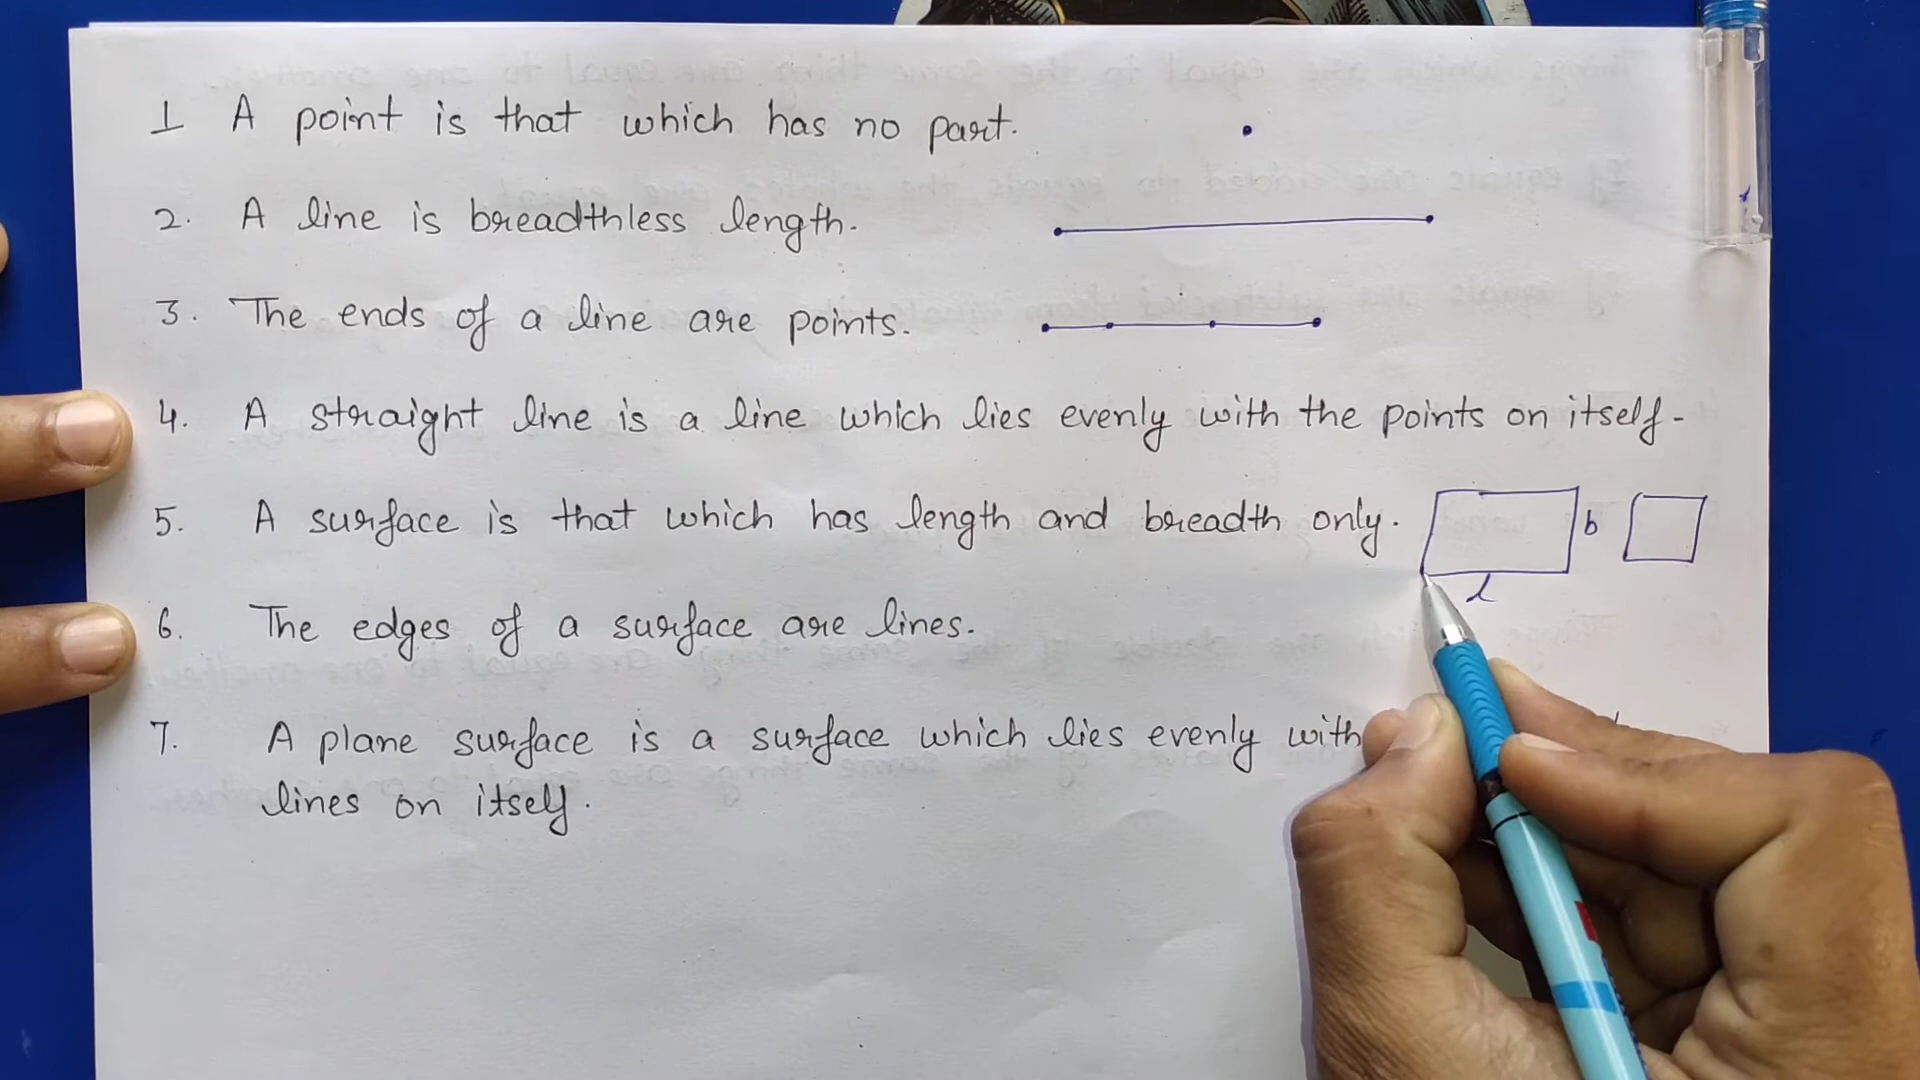 1 A point is that which has no part.
2. A line is breadthless length.
3. The ends of a line are points.
4. A straight line is a line which lies evenly with the points on itself.
5. A surface is that which has length and breadth only.
b
l
6. The edges of a surface are lines.
7. A plane surface is a surface which lies evenly with
lines on itself.